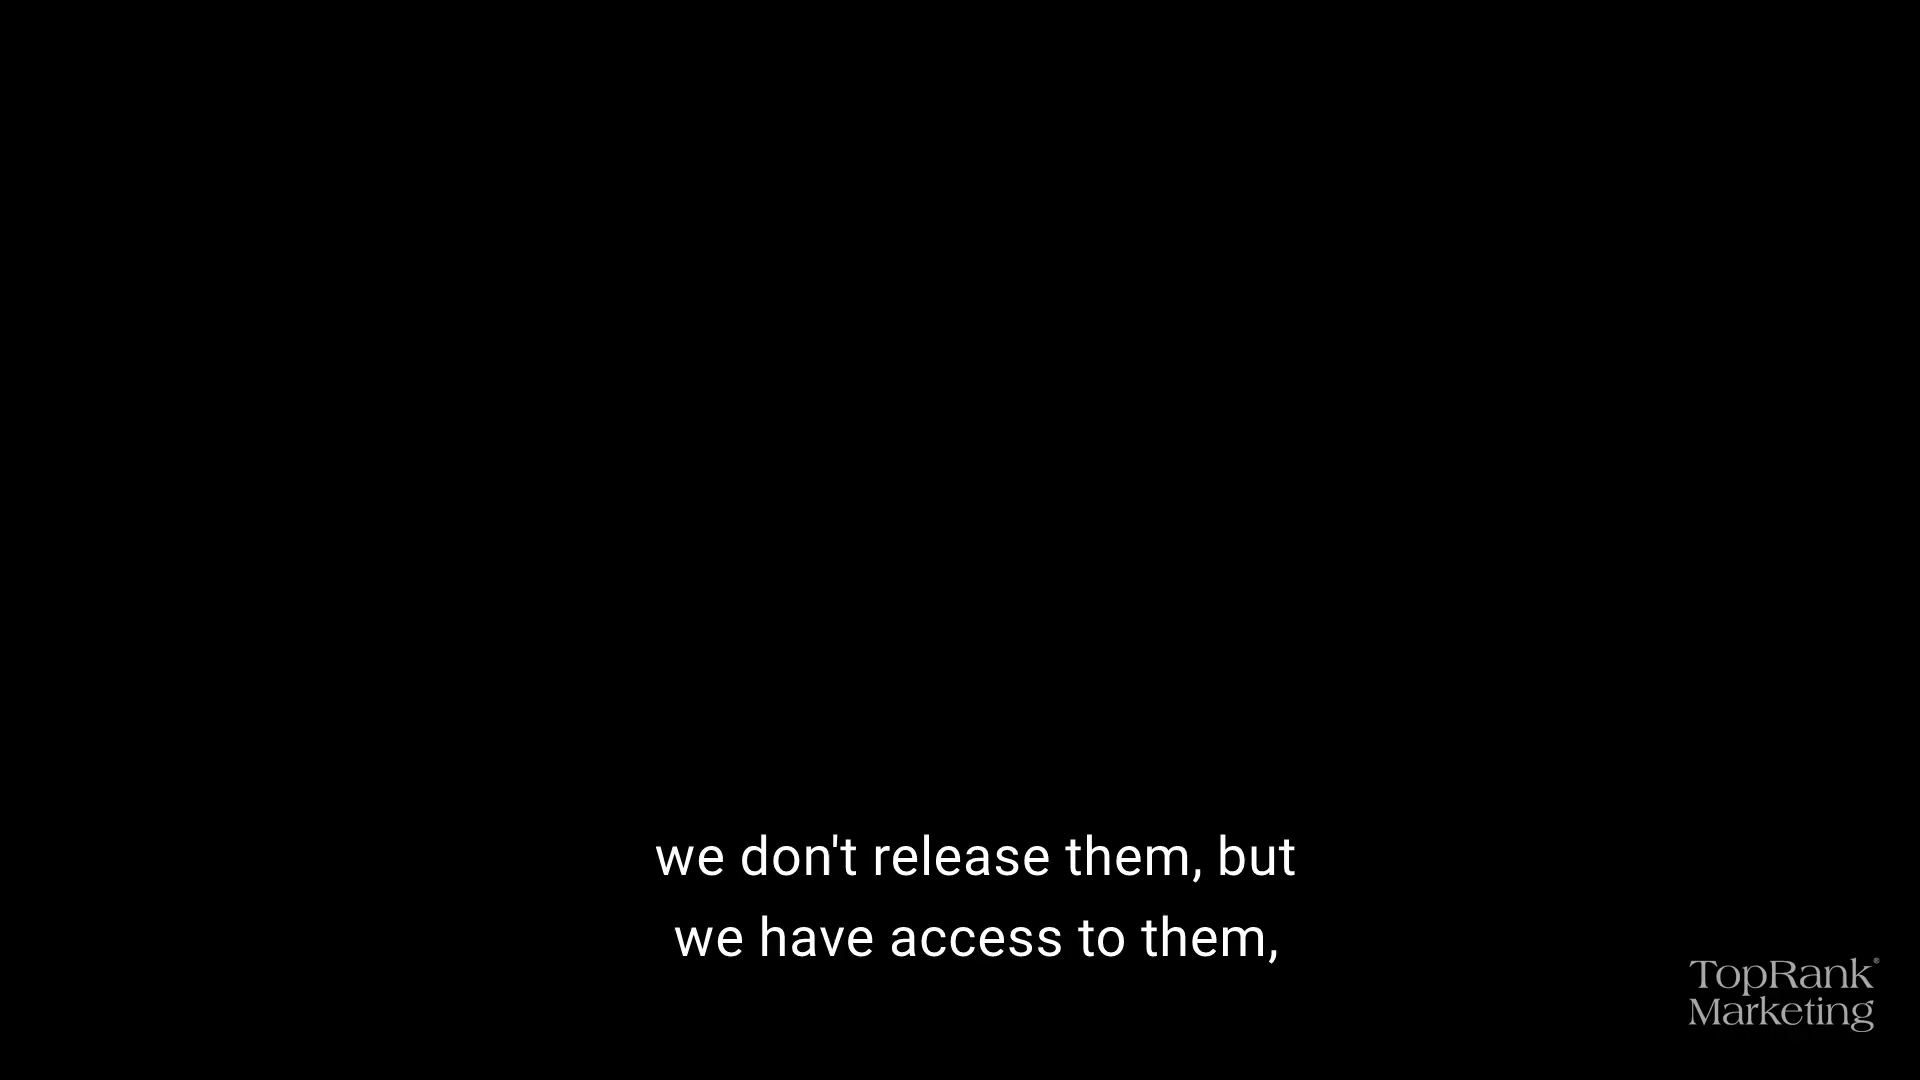 we don't release them, but
we have access to them,
TopRank®
Marketing